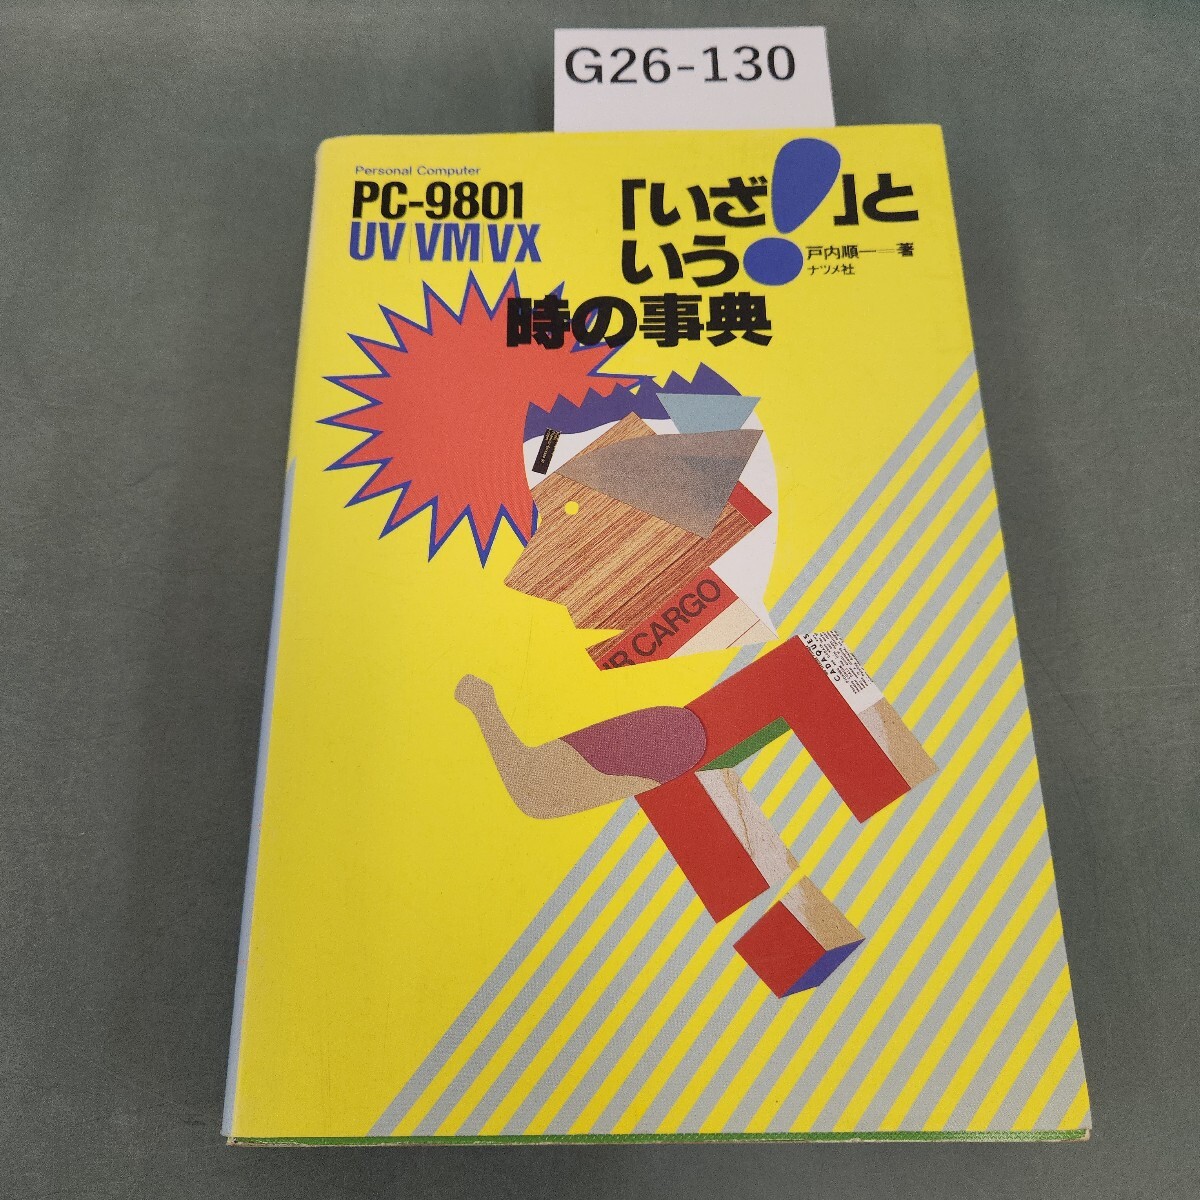 G26-130
Personal Computer
PC-9801
UV VM VX
「いざ!」と
いう
時の事典
戸内順一=著
ナツメ社
CARGO
CADAQUES